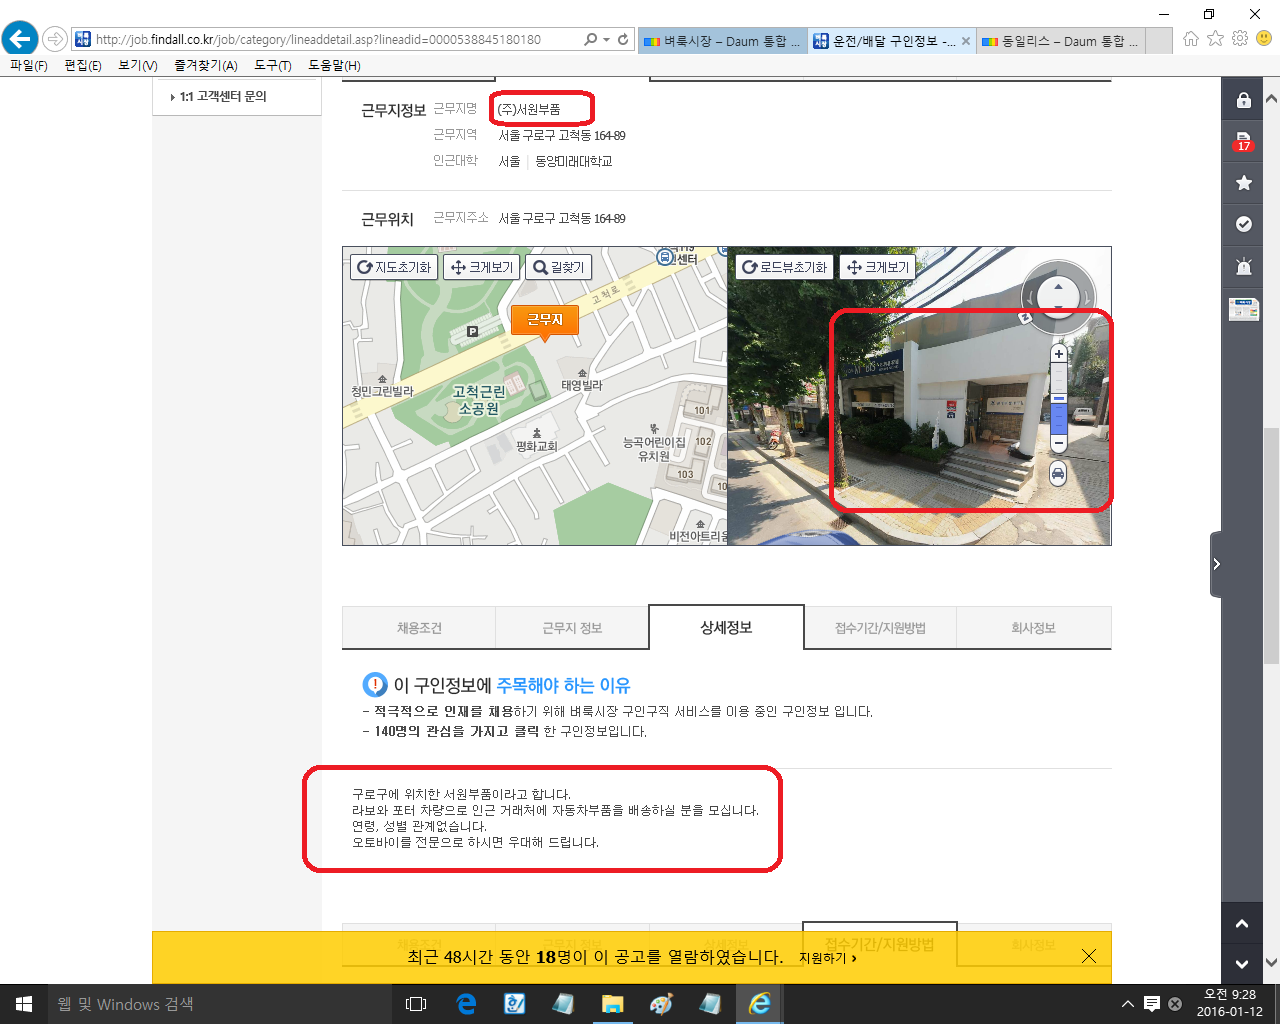 http://job.findall.co.kr/job/category/lineaddetail.asp?lineadid=0000538845180180
벼룩시장 – Daum 통합 ...
운전/배달 구인정보 -...
동일리스 – Daum 통합 ...
파일(F) 편집(E) 보기(V) 즐겨찾기(A) 도구(T) 도움말(H)
1:1 고객센터 문의
근무지정보 근무지명 (주)서원부품
근무지역 서울 구로구 고척동 164-89
인근대학 서울 | 동양미래대학교
근무위치 근무지주소 서울 구로구 고척동 164-89
지도초기화 크게보기 길찾기
로드뷰초기화 크게보기
고척로
근무지
P
청민그린빌라
고척근린
소공원
태영빌라
평화교회
능곡어린이집
유치원
101
102
103
비전아트리움
N
17
채용조건 근무지 정보 상세정보 접수기간/지원방법 회사정보
이 구인정보에 주목해야 하는 이유
- 적극적으로 인재를 채용하기 위해 벼룩시장 구인구직 서비스를 이용 중인 구인정보 입니다.
- 140명의 관심을 가지고 클릭 한 구인정보입니다.
구로구에 위치한 서원부품이라고 합니다.
라보와 포터 차량으로 인근 거래처에 자동차부품을 배송하실 분을 모십니다.
연령, 성별 관계없습니다.
오토바이를 전문으로 하시면 우대해 드립니다.
채용조건 근무지 정보 상세정보 접수기간/지원방법 회사정보
최근 48시간 동안 18명이 이 공고를 열람하였습니다. 지원하기 ›
웹 및 Windows 검색
오전 9:28
2016-01-12